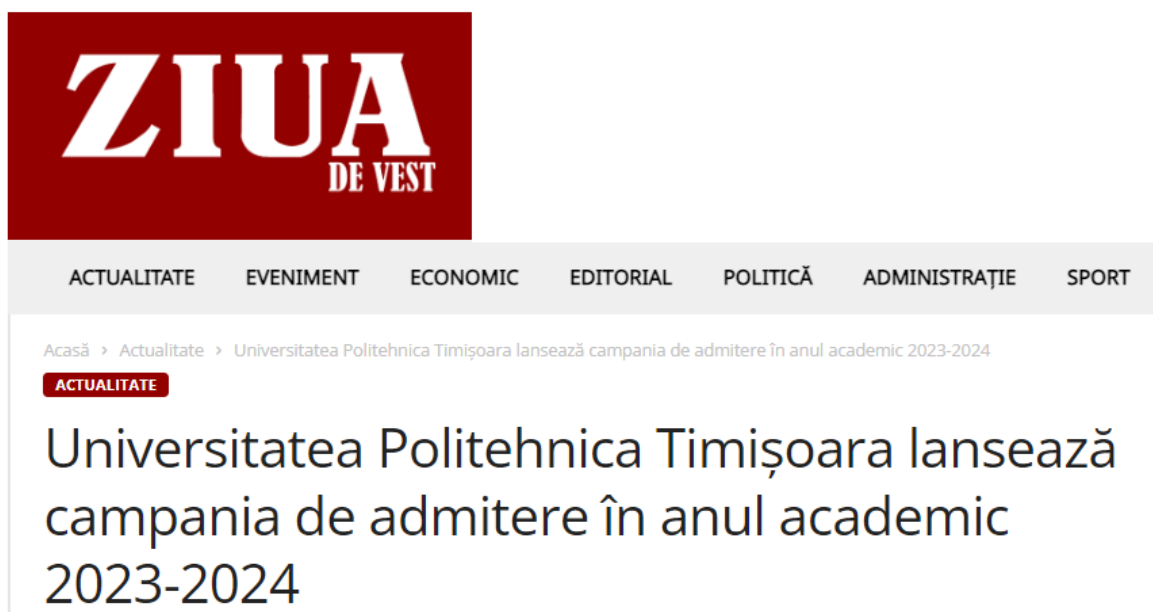 ZIUA
DE VEST
ACTUALITATE EVENIMENT ECONOMIC EDITORIAL POLITICĂ ADMINISTRAȚIE SPORT
Acasă › Actualitate › Universitatea Politehnica Timișoara lansează campania de admitere în anul academic 2023-2024
ACTUALITATE
Universitatea Politehnica Timișoara lansează
campania de admitere în anul academic
2023-2024